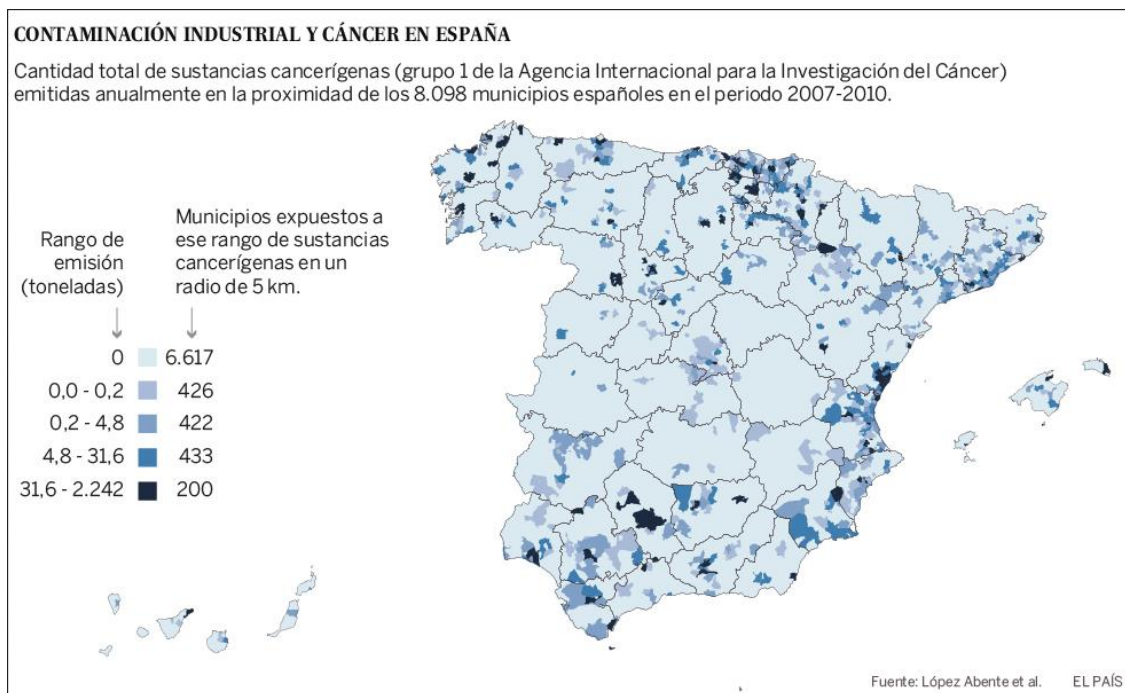 CONTAMINACIÓN INDUSTRIAL Y CÁNCER EN ESPAÑA
Cantidad total de sustancias cancerígenas (grupo 1 de la Agencia Internacional para la Investigación del Cáncer)
emitidas anualmente en la proximidad de los 8.098 municipios españoles en el periodo 2007-2010.
Rango de
emisión
(toneladas)
Municipios expuestos a
ese rango de sustancias
cancerígenas en un
radio de 5 km.
0 6.617
0,0 - 0,2 426
0,2 - 4,8 422
4,8 - 31,6 433
31,6 - 2.242 200
Fuente: López Abente et al. EL PAÍS